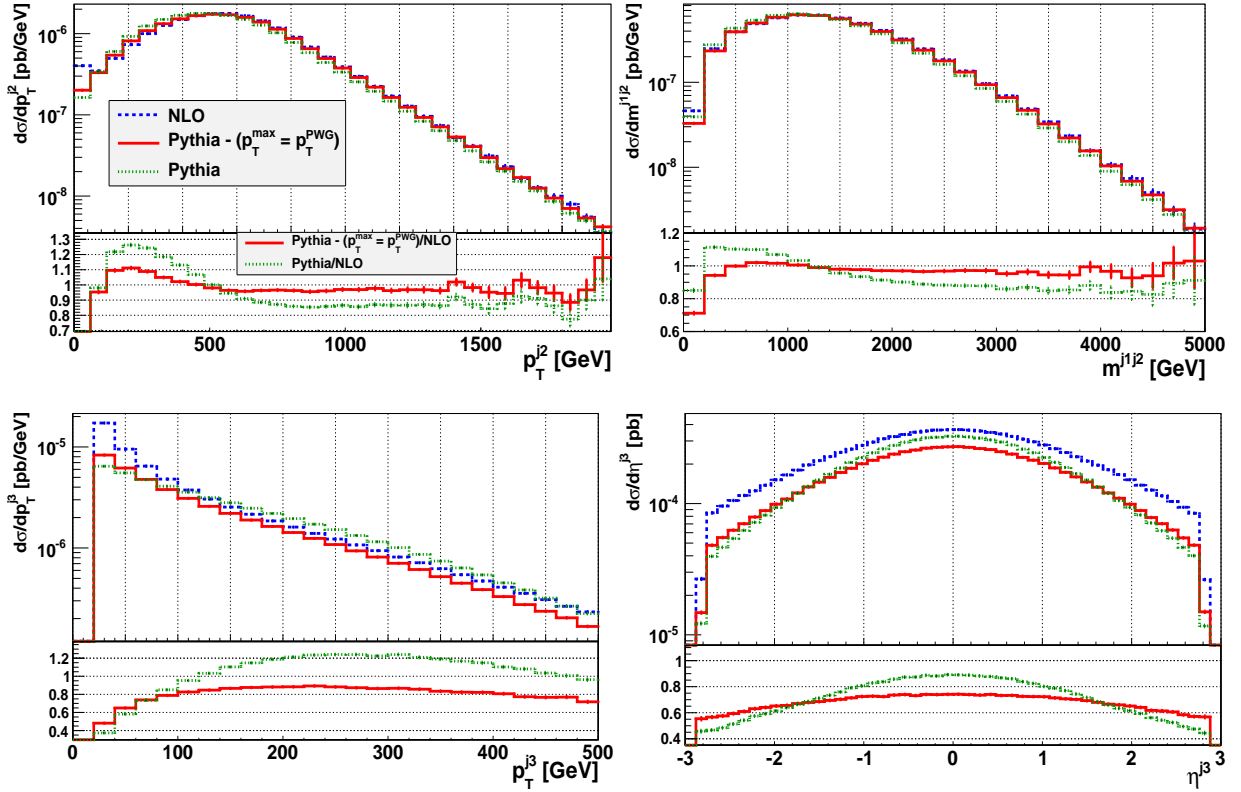 dσ/dp_T^j2 [pb/GeV]
10^-6
10^-7
10^-8
NLO
Pythia - (p_T^max = p_T^PWG)
Pythia
1.3
1.2
1.1
1
0.9
0.8
0.7
Pythia - (p_T^max = p_T^PWG)/NLO
Pythia/NLO
0 500 1000 1500
p_T^j2 [GeV]
dσ/dm^j1j2 [pb/GeV]
10^-7
10^-8
1.2
1
0.8
0.6
0 1000 2000 3000 4000 5000
m^j1j2 [GeV]
dσ/dp_T^j3 [pb/GeV]
10^-5
10^-6
1.2
1
0.8
0.6
0.4
0 100 200 300 400 500
p_T^j3 [GeV]
dσ/dη^j3 [pb]
10^-4
10^-5
1
0.8
0.6
0.4
-3 -2 -1 0 1 2 3
η^j3